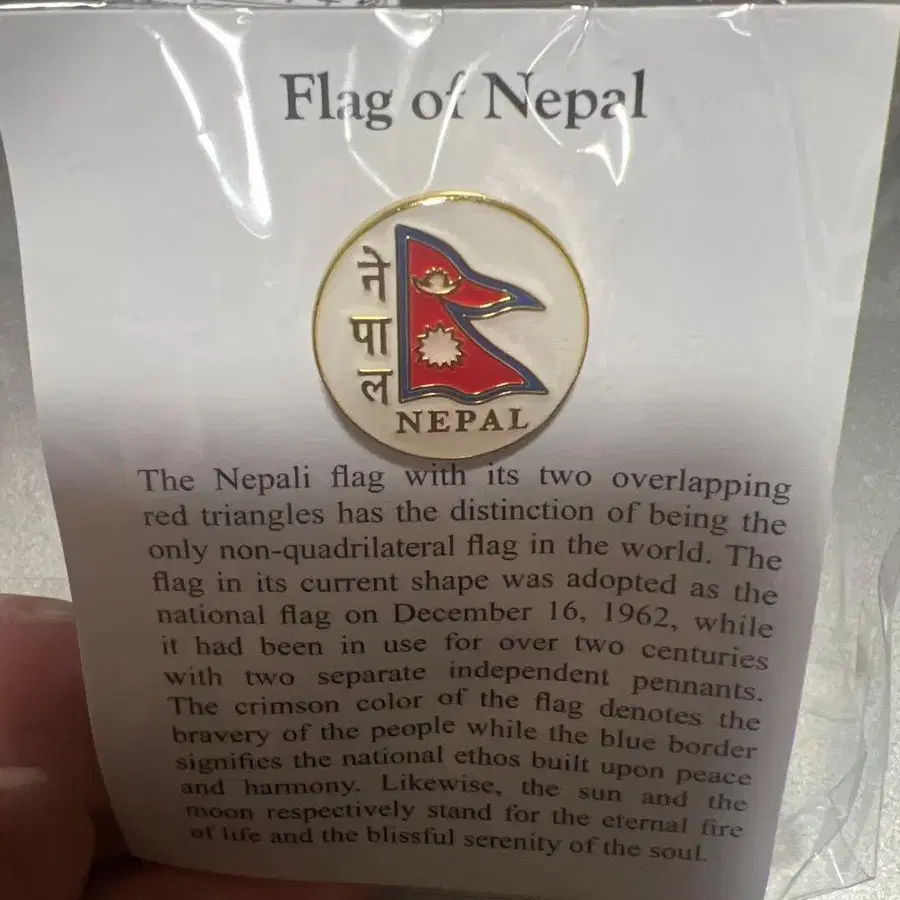 Flag of Nepal
ने
पा
ल
NEPAL
The Nepali flag with its two overlapping
red triangles has the distinction of being the
only non-quadrilateral flag in the world. The
flag in its current shape was adopted as the
national flag on December 16, 1962, while
it had been in use for over two centuries
with two separate independent pennants.
The crimson color of the flag denotes the
bravery of the people while the blue border
signifies the national ethos built upon peace
and harmony. Likewise, the sun and the
moon respectively stand for the eternal fire
of life and the blissful serenity of the soul.